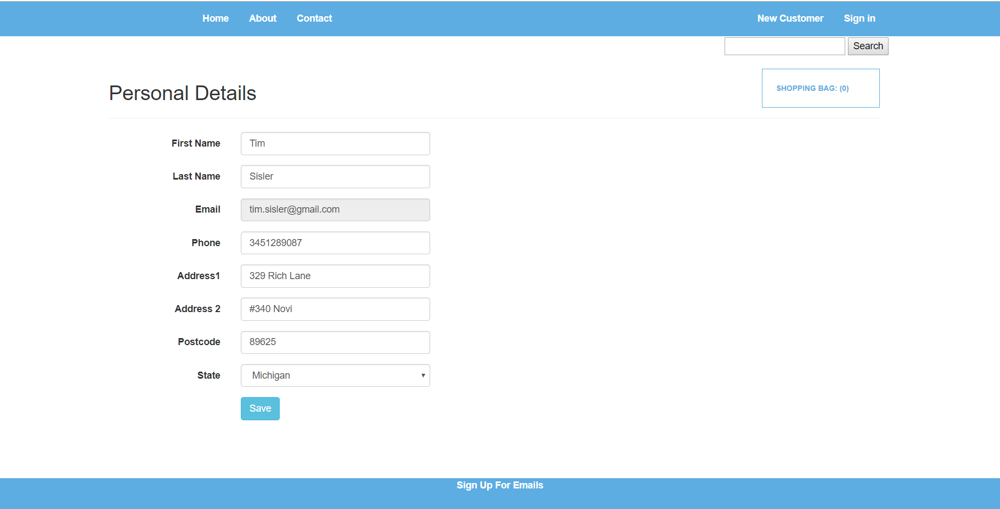 Home About Contact New Customer Sign in
Search
SHOPPING BAG: (0)
Personal Details
First Name Tim
Last Name Sisler
Email tim.sisler@gmail.com
Phone 3451289087
Address1 329 Rich Lane
Address 2 #340 Novi
Postcode 89625
State Michigan
Save
Sign Up For Emails